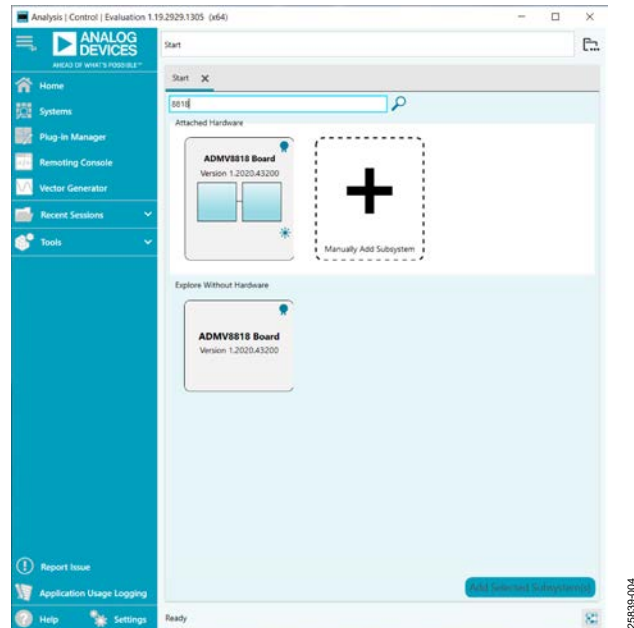 Analysis | Control | Evaluation 1.19.2929.1305 (x64)
ANALOG
DEVICES
AHEAD OF WHAT'S POSSIBLE™
Start
Home
Systems
Plug-In Manager
Remoting Console
Vector Generator
Recent Sessions
Tools
Start
8818
Attached Hardware
ADMV8818 Board
Version 1.2020.43200
Manually Add Subsystem
Explore Without Hardware
ADMV8818 Board
Version 1.2020.43200
Report Issue
Application Usage Logging
Add Selected Subsystem(s)
Help
Settings
Ready
25839-004